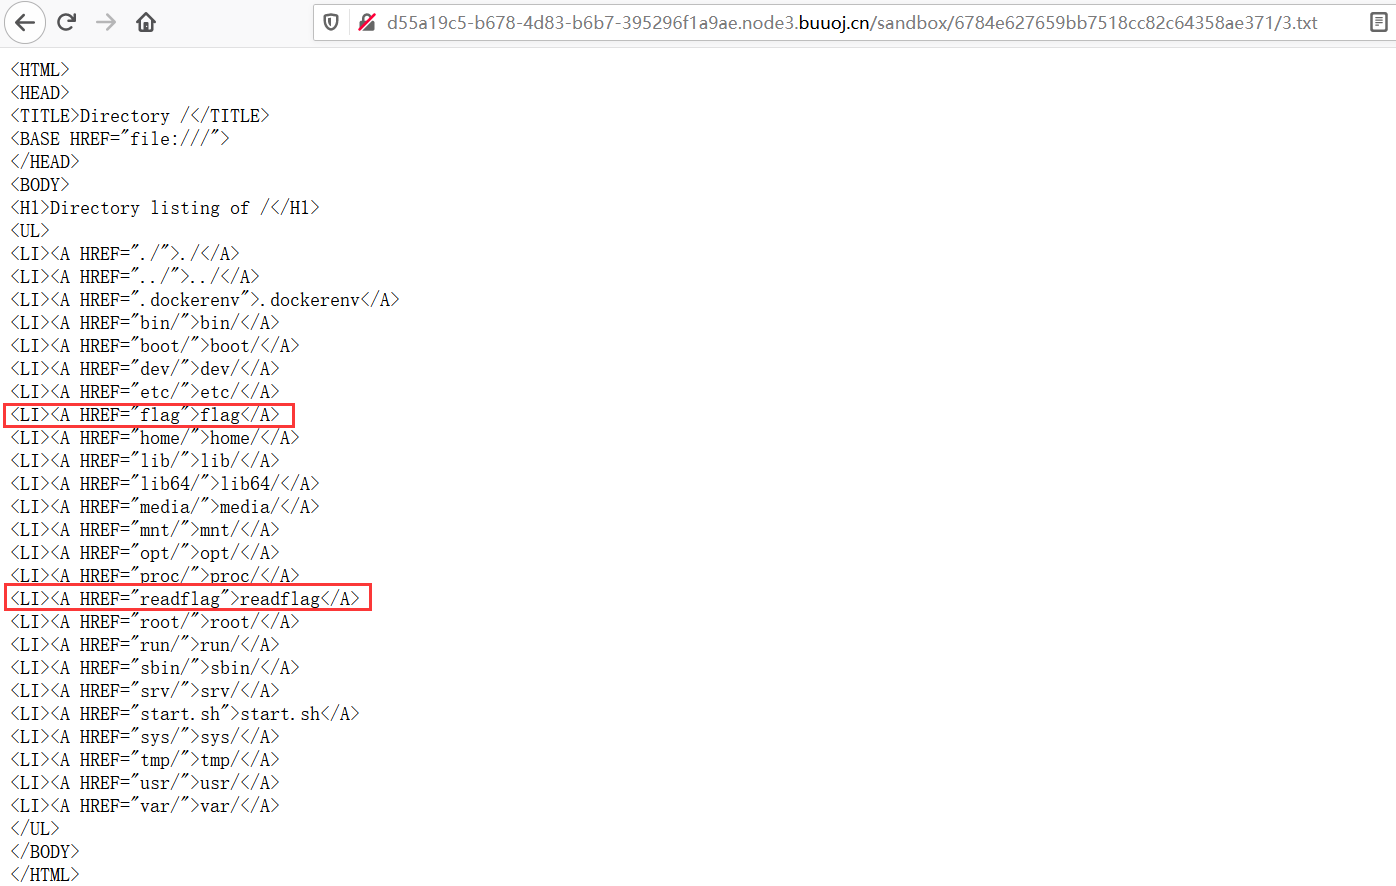 d55a19c5-b678-4d83-b6b7-395296f1a9ae.node3.buuoj.cn/sandbox/6784e627659bb7518cc82c64358ae371/3.txt
<HTML>
<HEAD>
<TITLE>Directory /</TITLE>
<BASE HREF="file:///">
</HEAD>
<BODY>
<H1>Directory listing of /</H1>
<UL>
<LI><A HREF="./">./</A>
<LI><A HREF="../">../</A>
<LI><A HREF=".dockerenv">.dockerenv</A>
<LI><A HREF="bin/">bin/</A>
<LI><A HREF="boot/">boot/</A>
<LI><A HREF="dev/">dev/</A>
<LI><A HREF="etc/">etc/</A>
<LI><A HREF="flag">flag</A>
<LI><A HREF="home/">home/</A>
<LI><A HREF="lib/">lib/</A>
<LI><A HREF="lib64/">lib64/</A>
<LI><A HREF="media/">media/</A>
<LI><A HREF="mnt/">mnt/</A>
<LI><A HREF="opt/">opt/</A>
<LI><A HREF="proc/">proc/</A>
<LI><A HREF="readflag">readflag</A>
<LI><A HREF="root/">root/</A>
<LI><A HREF="run/">run/</A>
<LI><A HREF="sbin/">sbin/</A>
<LI><A HREF="srv/">srv/</A>
<LI><A HREF="start.sh">start.sh</A>
<LI><A HREF="sys/">sys/</A>
<LI><A HREF="tmp/">tmp/</A>
<LI><A HREF="usr/">usr/</A>
<LI><A HREF="var/">var/</A>
</UL>
</BODY>
</HTML>